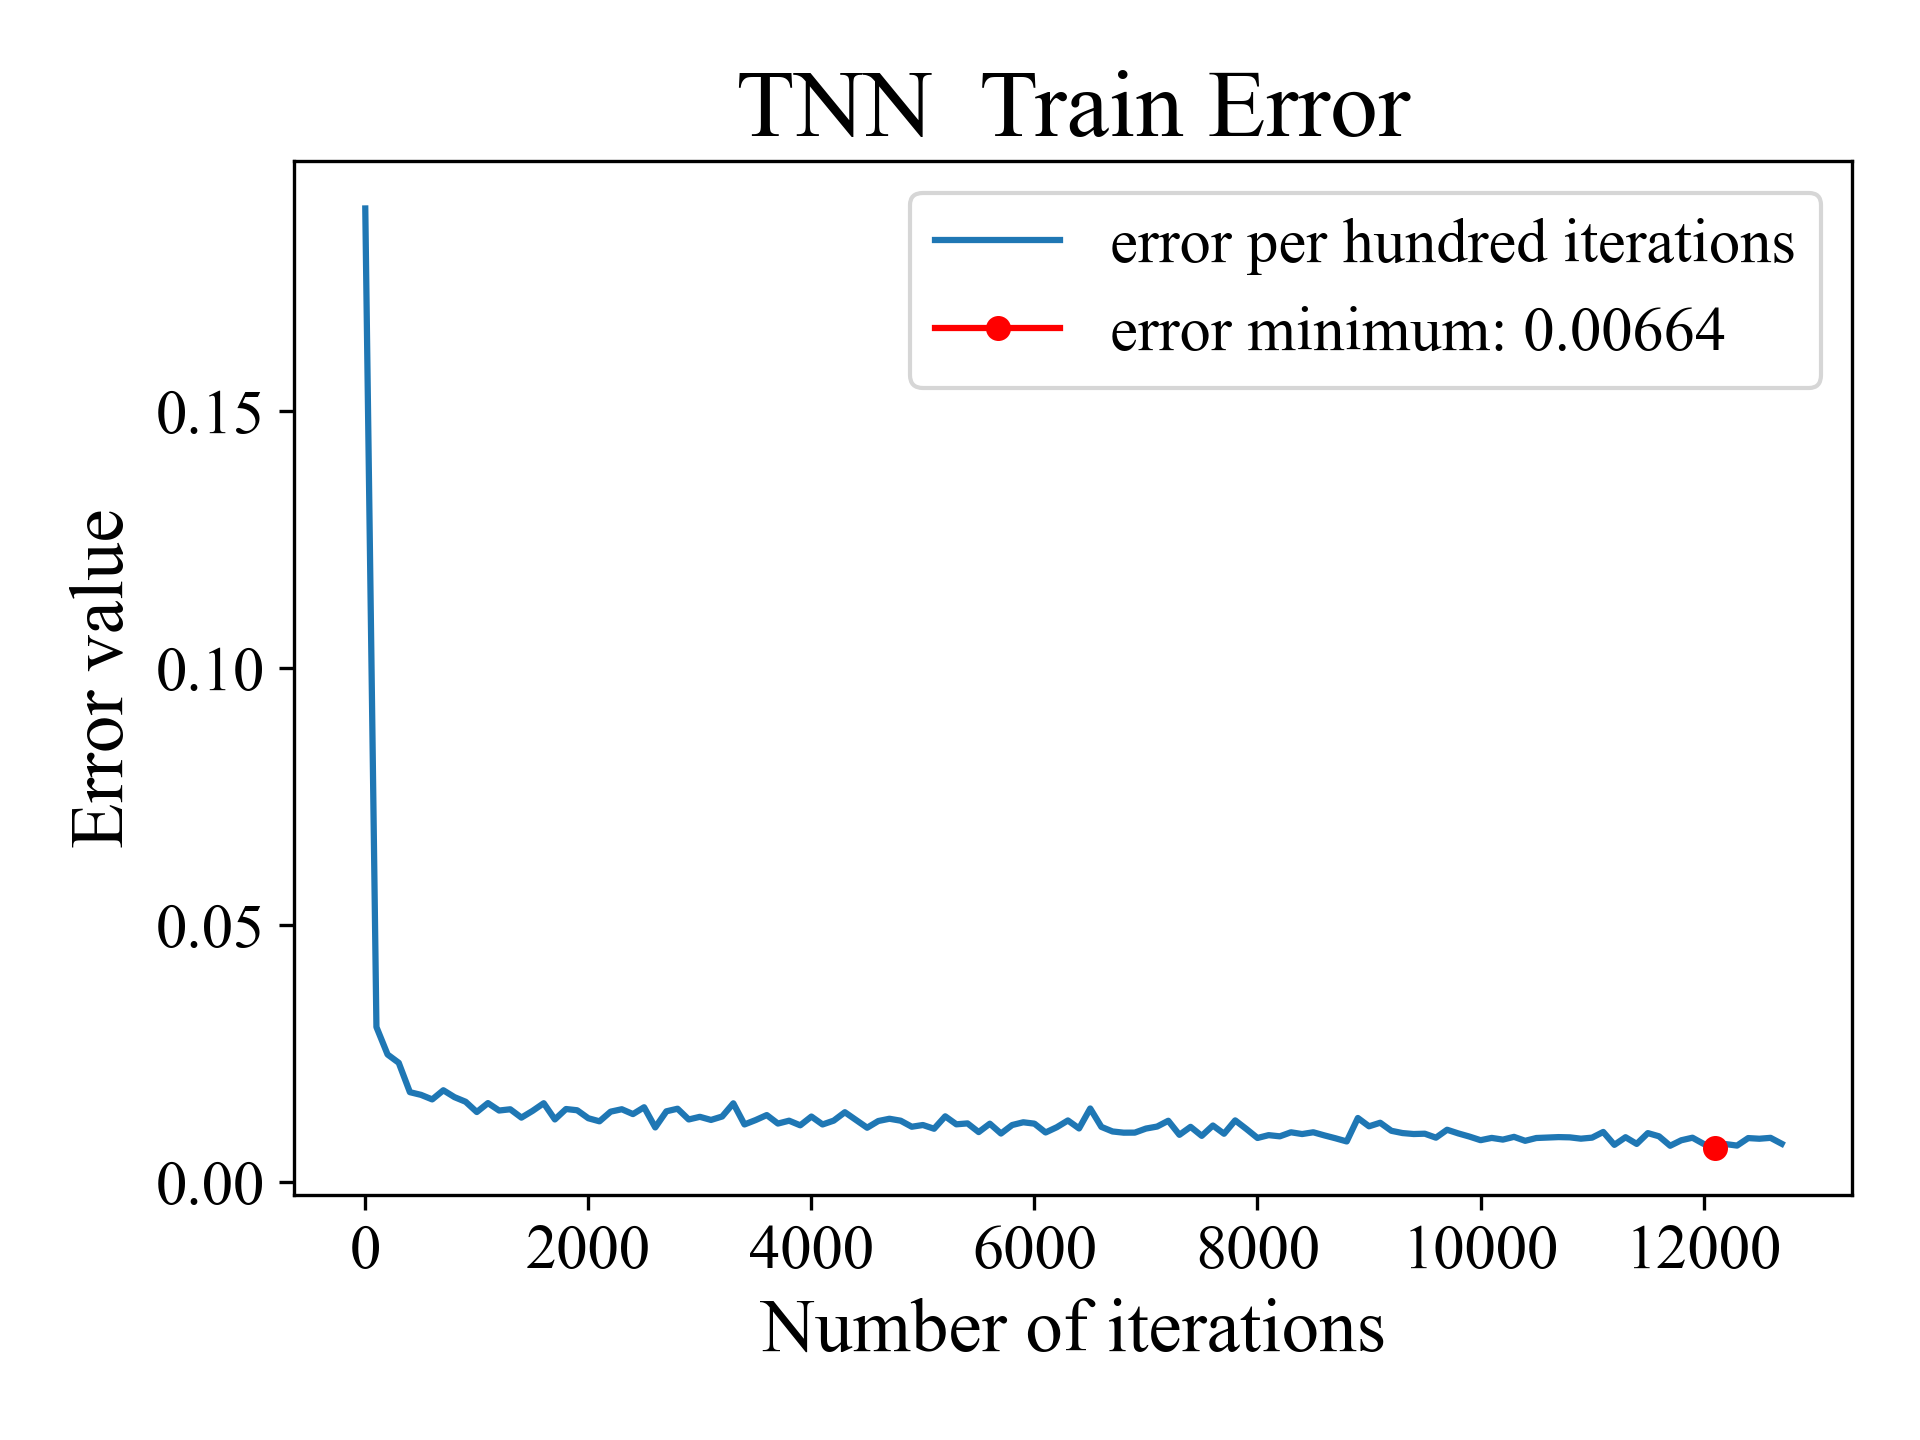 TNN  Train Error
error per hundred iterations
error minimum: 0.00664
Error value
0.15
0.10
0.05
0.00
0 2000 4000 6000 8000 10000 12000
Number of iterations